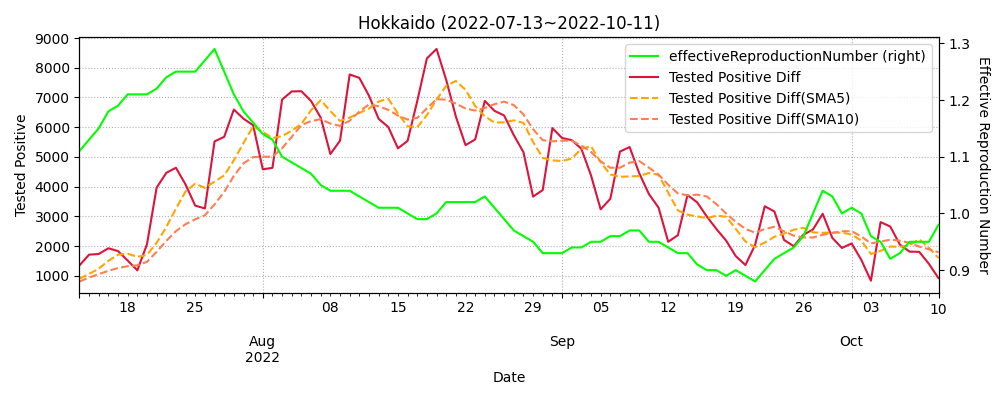 Hokkaido (2022-07-13~2022-10-11)
effectiveReproductionNumber (right)
Tested Positive Diff
Tested Positive Diff(SMA5)
Tested Positive Diff(SMA10)
Tested Positive
9000
8000
7000
6000
5000
4000
3000
2000
1000
1.3
1.2
1.1
1.0
0.9
Effective Reproduction Number
18 25 08 15 22 29 05 12 19 26 03 10
Aug Sep Oct
2022
Date